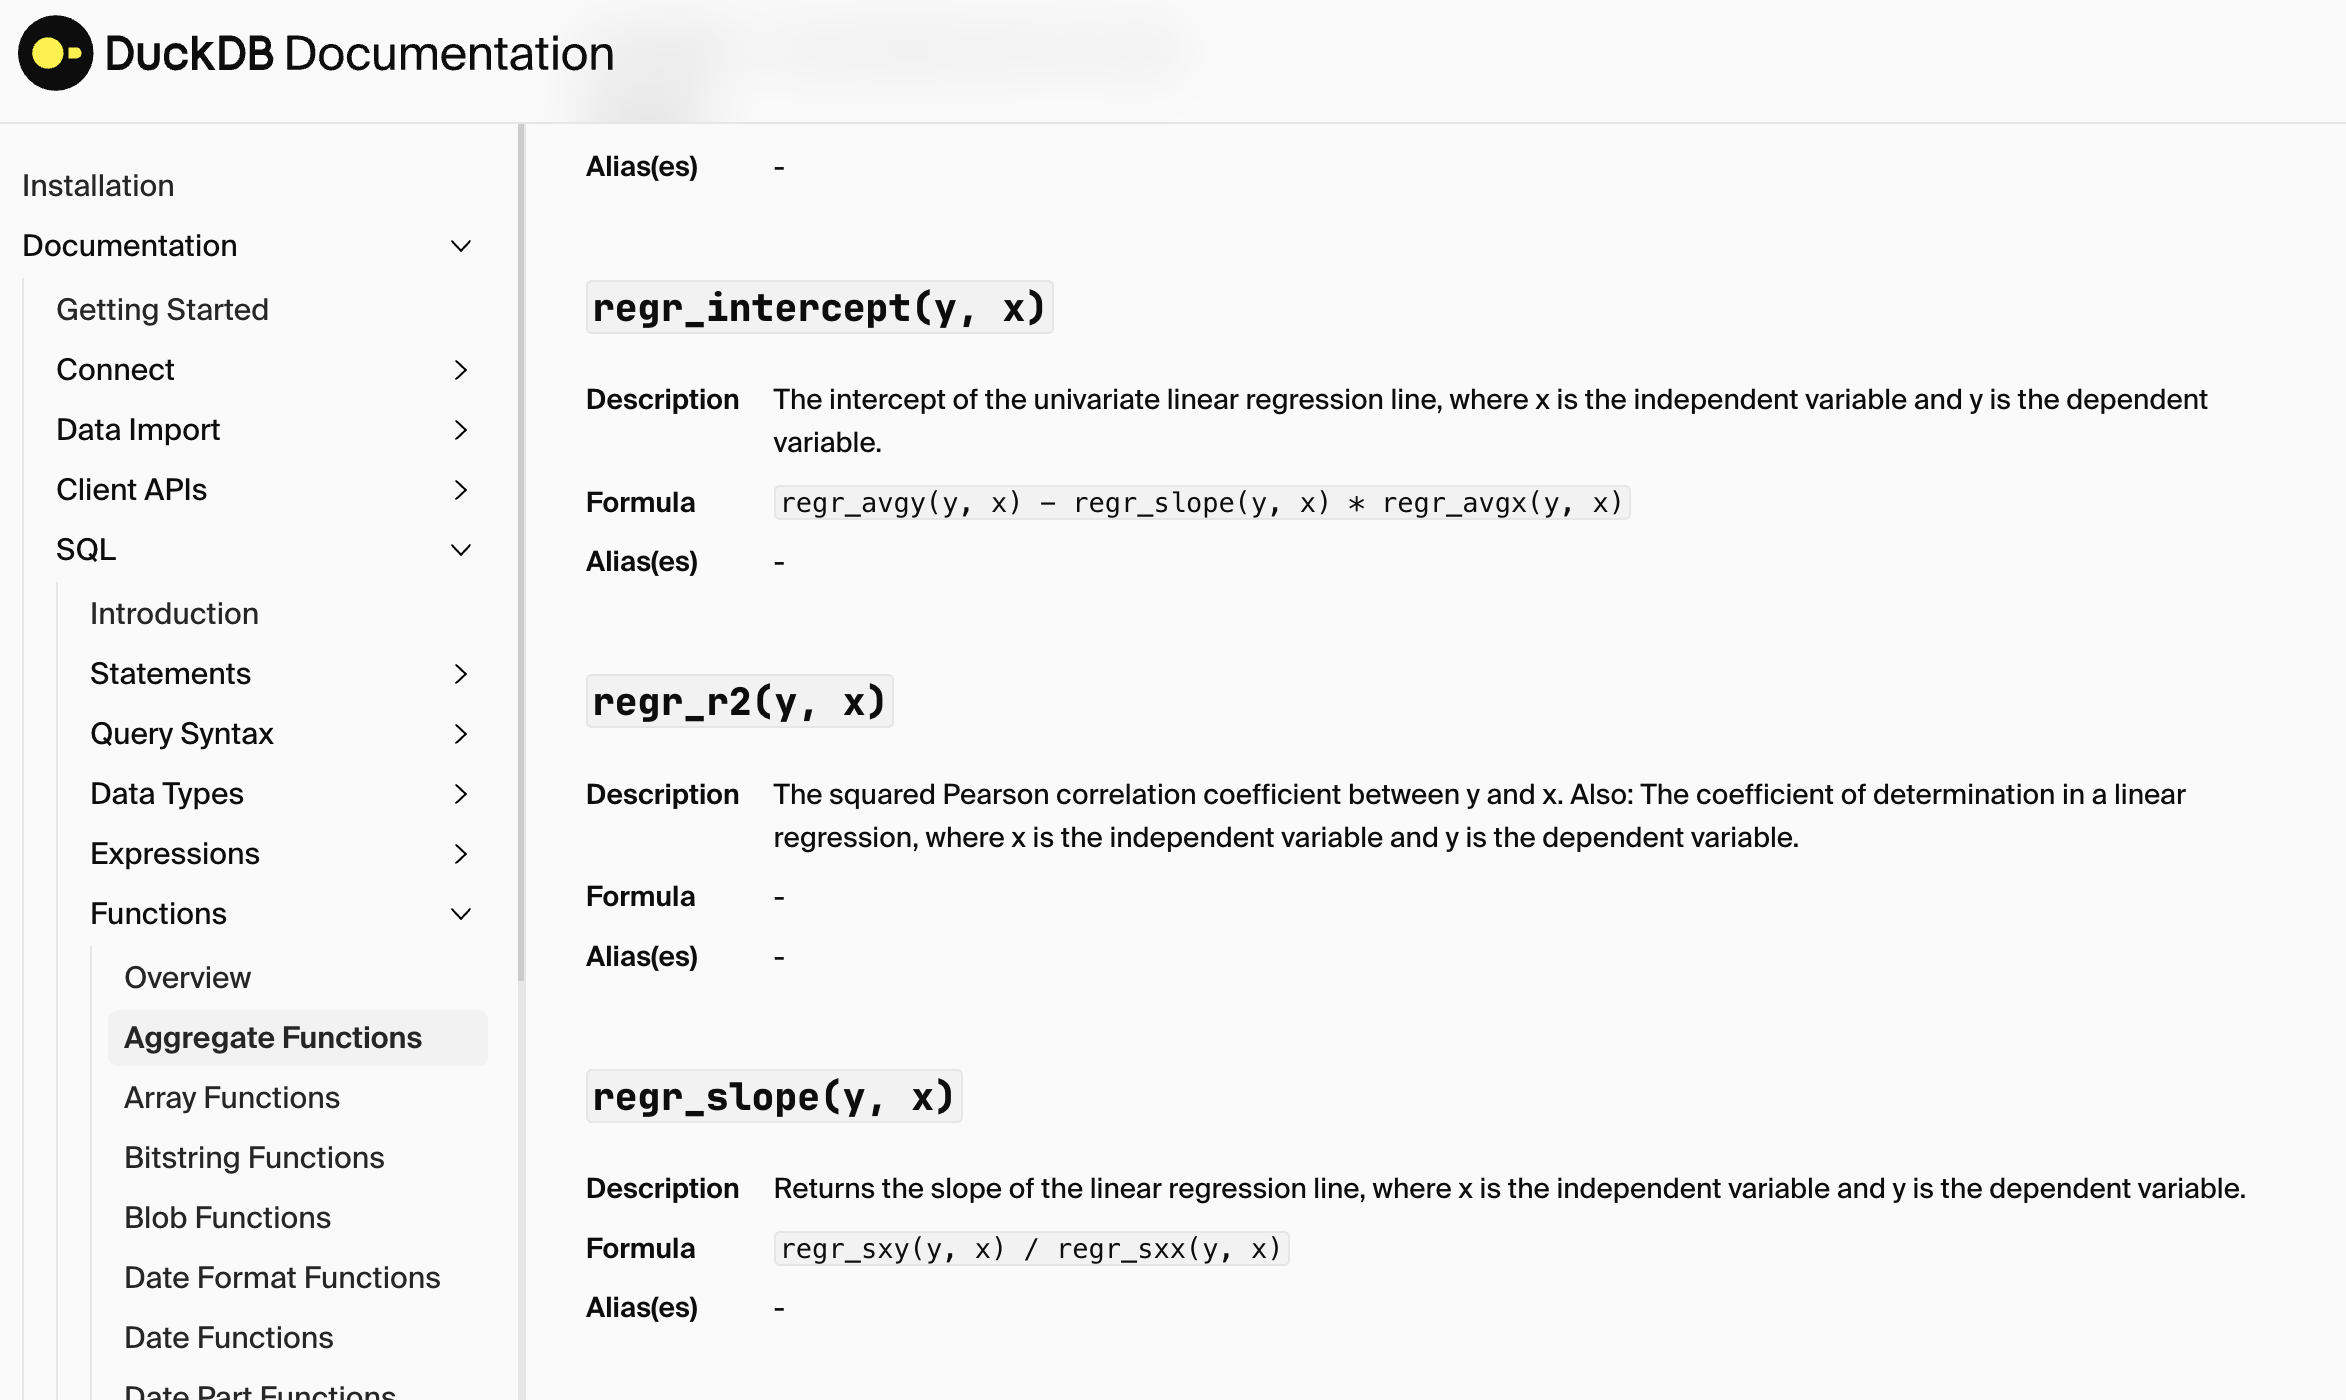 DuckDB Documentation
Installation
Documentation
Getting Started
Connect
Data Import
Client APIs
SQL
Introduction
Statements
Query Syntax
Data Types
Expressions
Functions
Overview
Aggregate Functions
Array Functions
Bitstring Functions
Blob Functions
Date Format Functions
Date Functions
Date Part Functions
Alias(es) -
regr_intercept(y, x)
Description The intercept of the univariate linear regression line, where x is the independent variable and y is the dependent
variable.
Formula regr_avgy(y, x) – regr_slope(y, x) * regr_avgx(y, x)
Alias(es) -
regr_r2(y, x)
Description The squared Pearson correlation coefficient between y and x. Also: The coefficient of determination in a linear
regression, where x is the independent variable and y is the dependent variable.
Formula -
Alias(es) -
regr_slope(y, x)
Description Returns the slope of the linear regression line, where x is the independent variable and y is the dependent variable.
Formula regr_sxy(y, x) / regr_sxx(y, x)
Alias(es) -